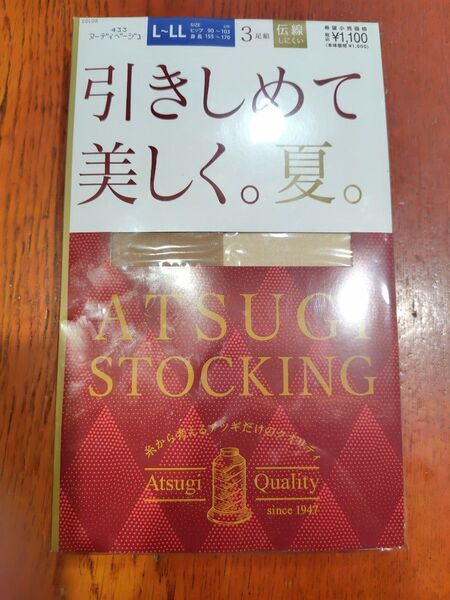 COLOR
433
ヌーディベージュ
L~LL
SIZE cm
ヒップ 90~103
身長 155~170
3足組
伝線
しにくい
希望小売価格
税込 ¥1,100
(本体価格 ¥1,000)
引きしめて
美しく。夏。
ATSUGI
STOCKING
糸から考えるアツギだけのクオリティ
Atsugi Quality
since 1947